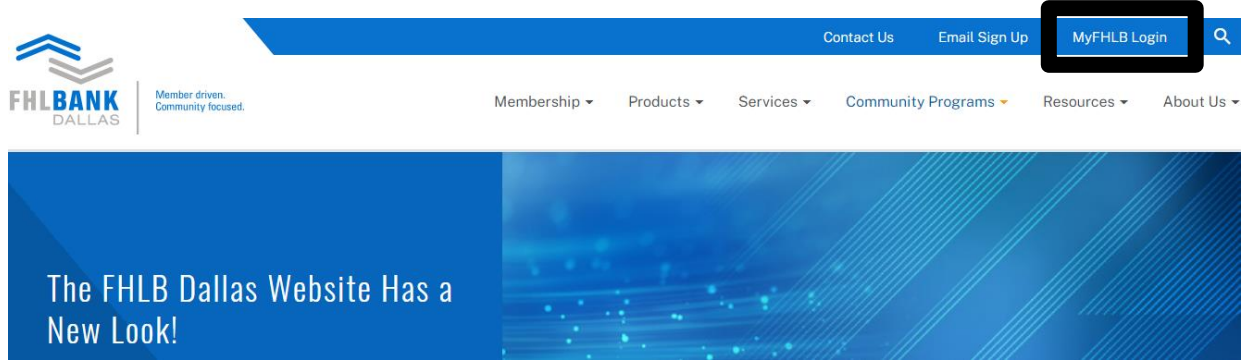 Contact Us Email Sign Up MyFHLB Login
FHLBANK
DALLAS
Member driven.
Community focused.
Membership Products Services Community Programs Resources About Us
The FHLB Dallas Website Has a
New Look!